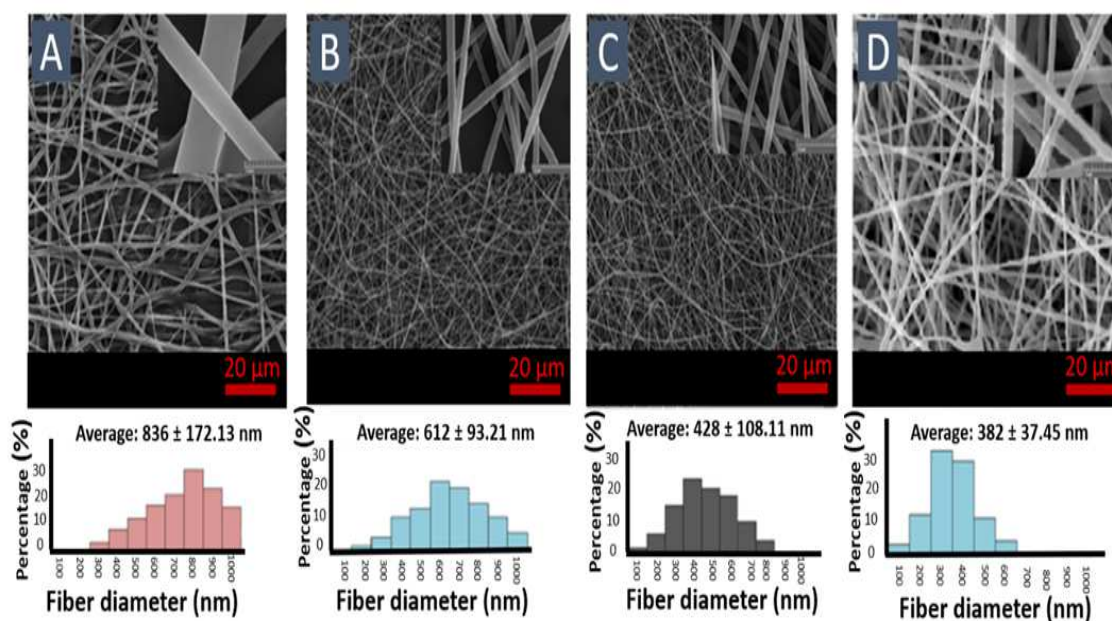 A
B
C
D
20 µm
20 µm
20 µm
20 µm
Average: 836 ± 172.13 nm
Average: 612 ± 93.21 nm
Average: 428 ± 108.11 nm
Average: 382 ± 37.45 nm
Percentage (%)
30
20
10
0
100
200
300
400
500
600
700
800
900
1000
Fiber diameter (nm)
Percentage (%)
30
20
10
0
100
200
300
400
500
600
700
800
900
1000
Fiber diameter (nm)
Percentage (%)
30
20
10
0
100
200
300
400
500
600
700
800
900
1000
Fiber diameter (nm)
Percentage (%)
30
20
10
0
100
200
300
400
500
600
700
800
900
1000
Fiber diameter (nm)